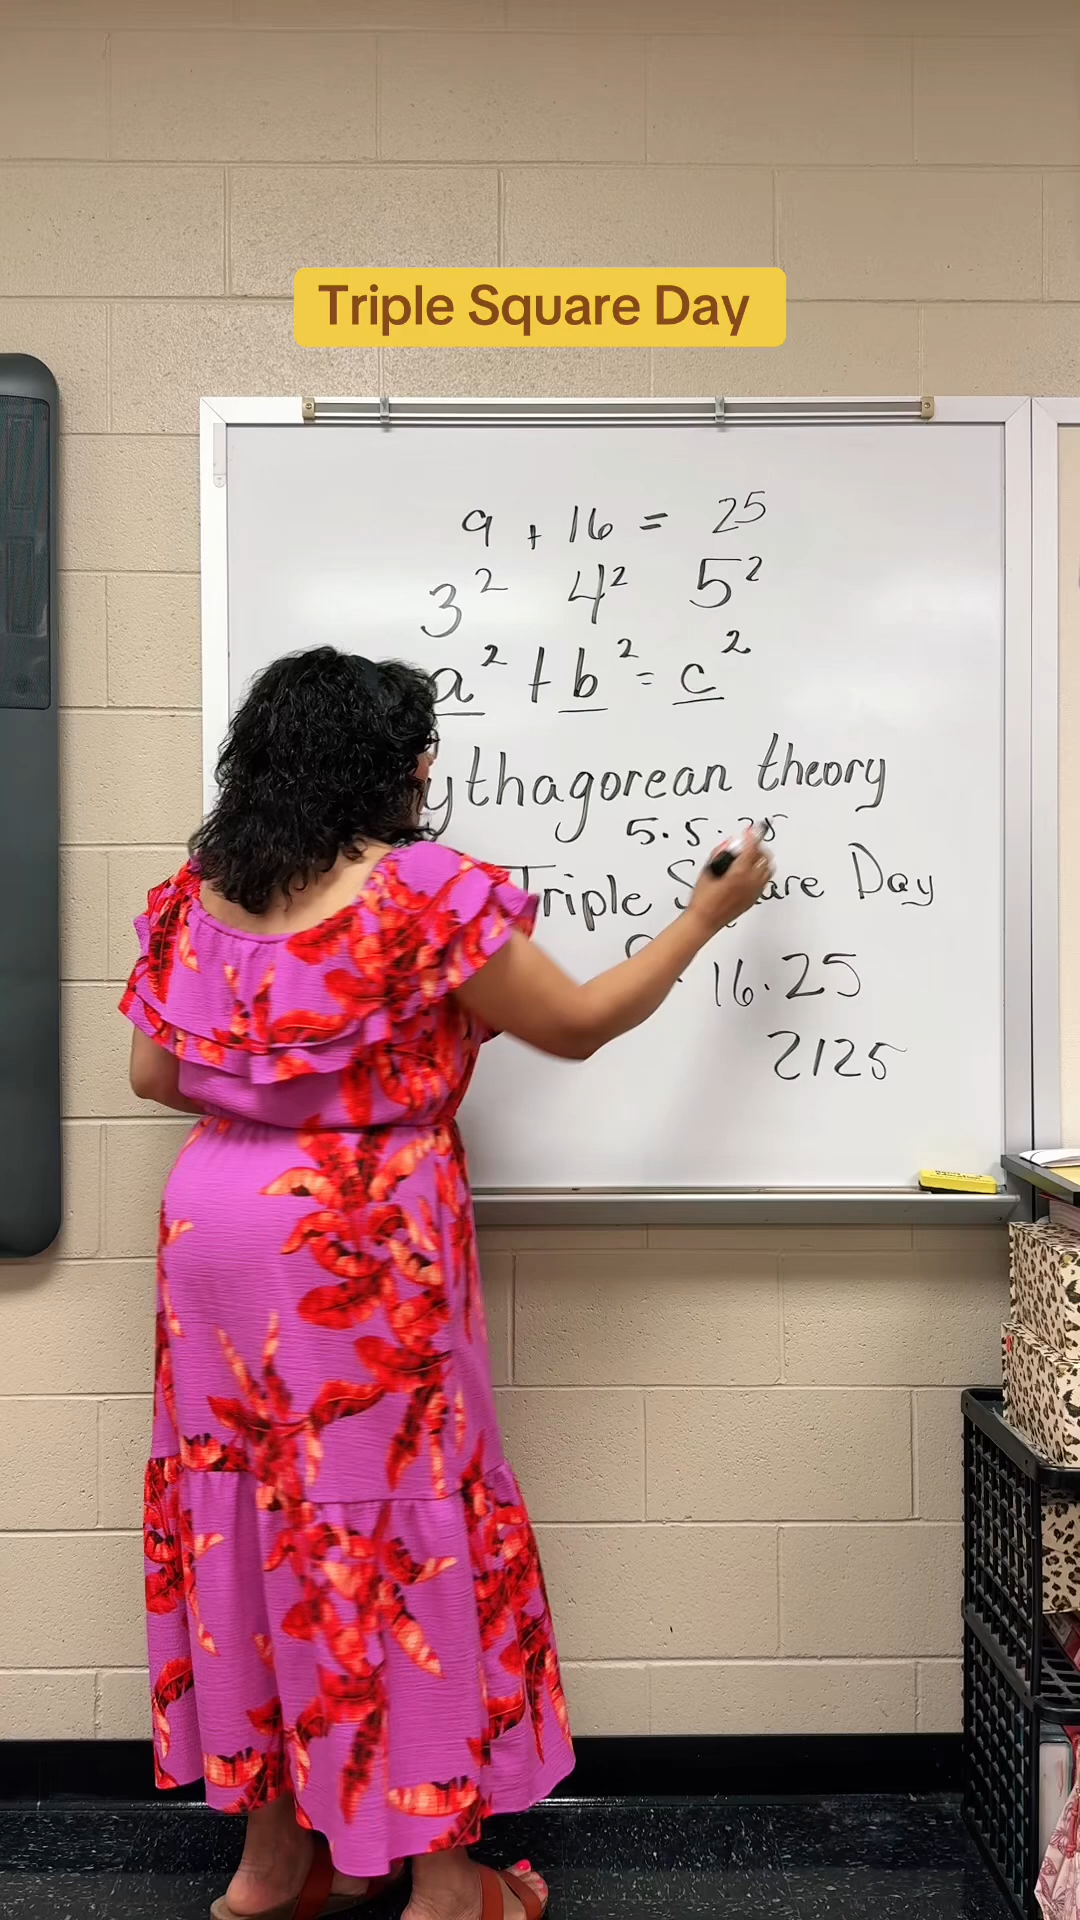 Triple Square Day
9 + 16 = 25
3² 4² 5²
a² + b² = c²
ythagorean theory
5.5.25
Triple Day
16.25
2125